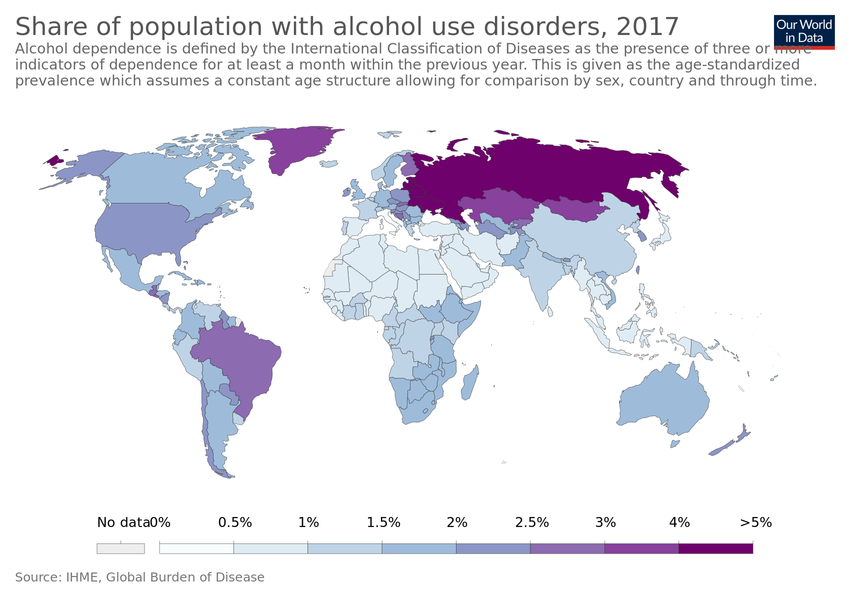 Share of population with alcohol use disorders, 2017
Our World
in Data
Alcohol dependence is defined by the International Classification of Diseases as the presence of three or more
indicators of dependence for at least a month within the previous year. This is given as the age-standardized
prevalence which assumes a constant age structure allowing for comparison by sex, country and through time.
No data 0% 0.5% 1% 1.5% 2% 2.5% 3% 4% >5%
Source: IHME, Global Burden of Disease